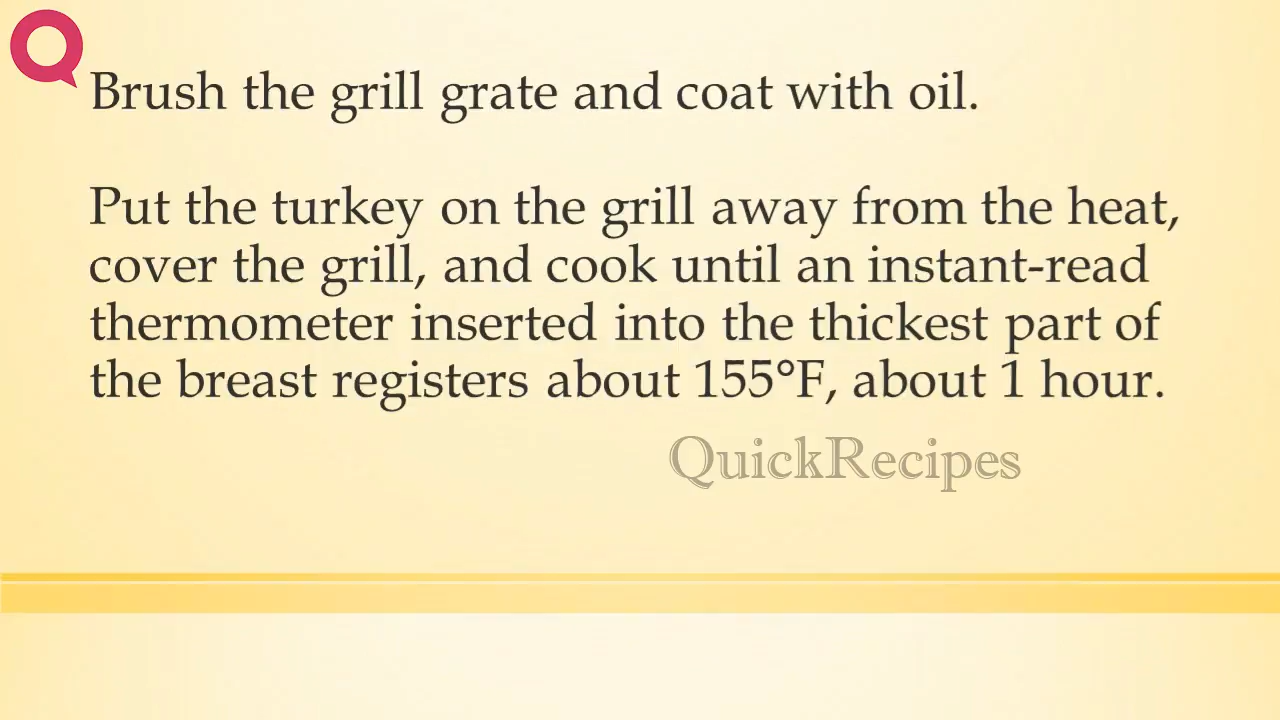 Brush the grill grate and coat with oil.
Put the turkey on the grill away from the heat,
cover the grill, and cook until an instant-read
thermometer inserted into the thickest part of
the breast registers about 155°F, about 1 hour.
QuickRecipes